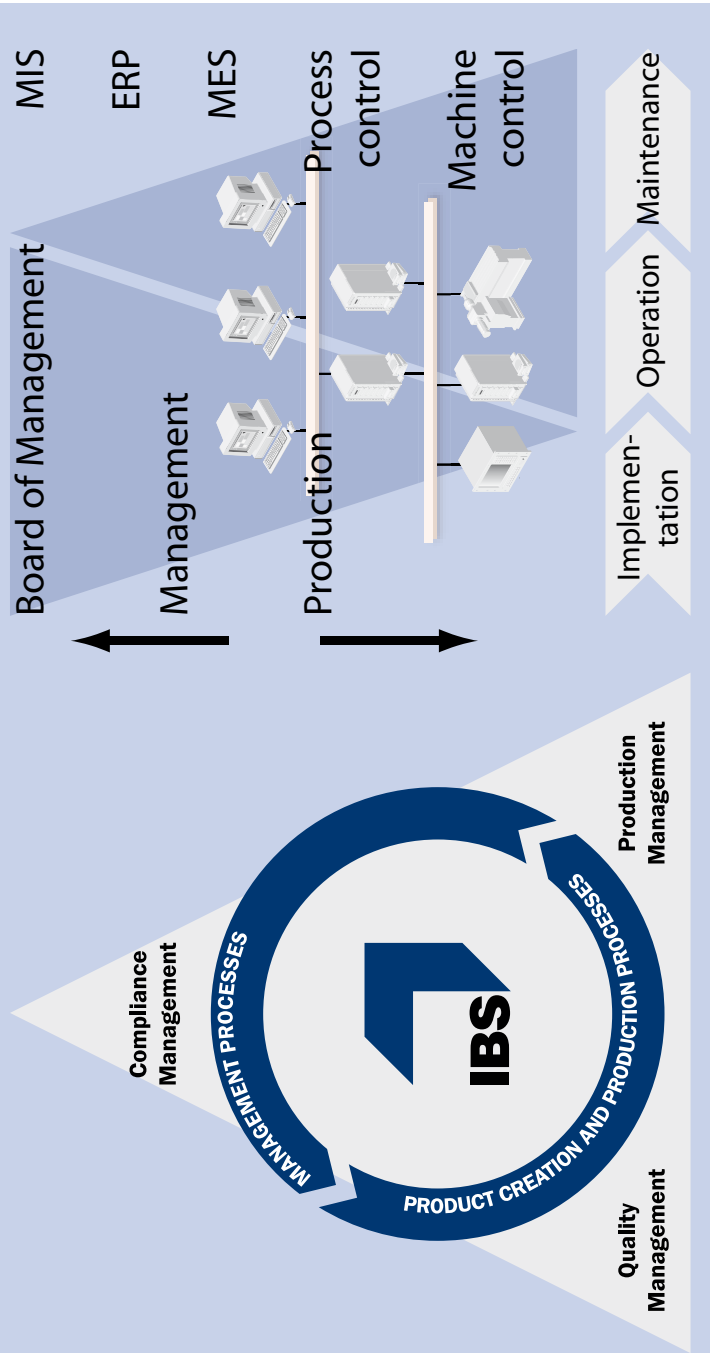 Compliance
Management
MANAGEMENT PROCESSES
IBS
PRODUCT CREATION AND PRODUCTION PROCESSES
Quality
Management
Production
Management
Board of Management
MIS
ERP
Management
MES
Production
Process
control
Machine
control
Implemen-
tation
Operation
Maintenance